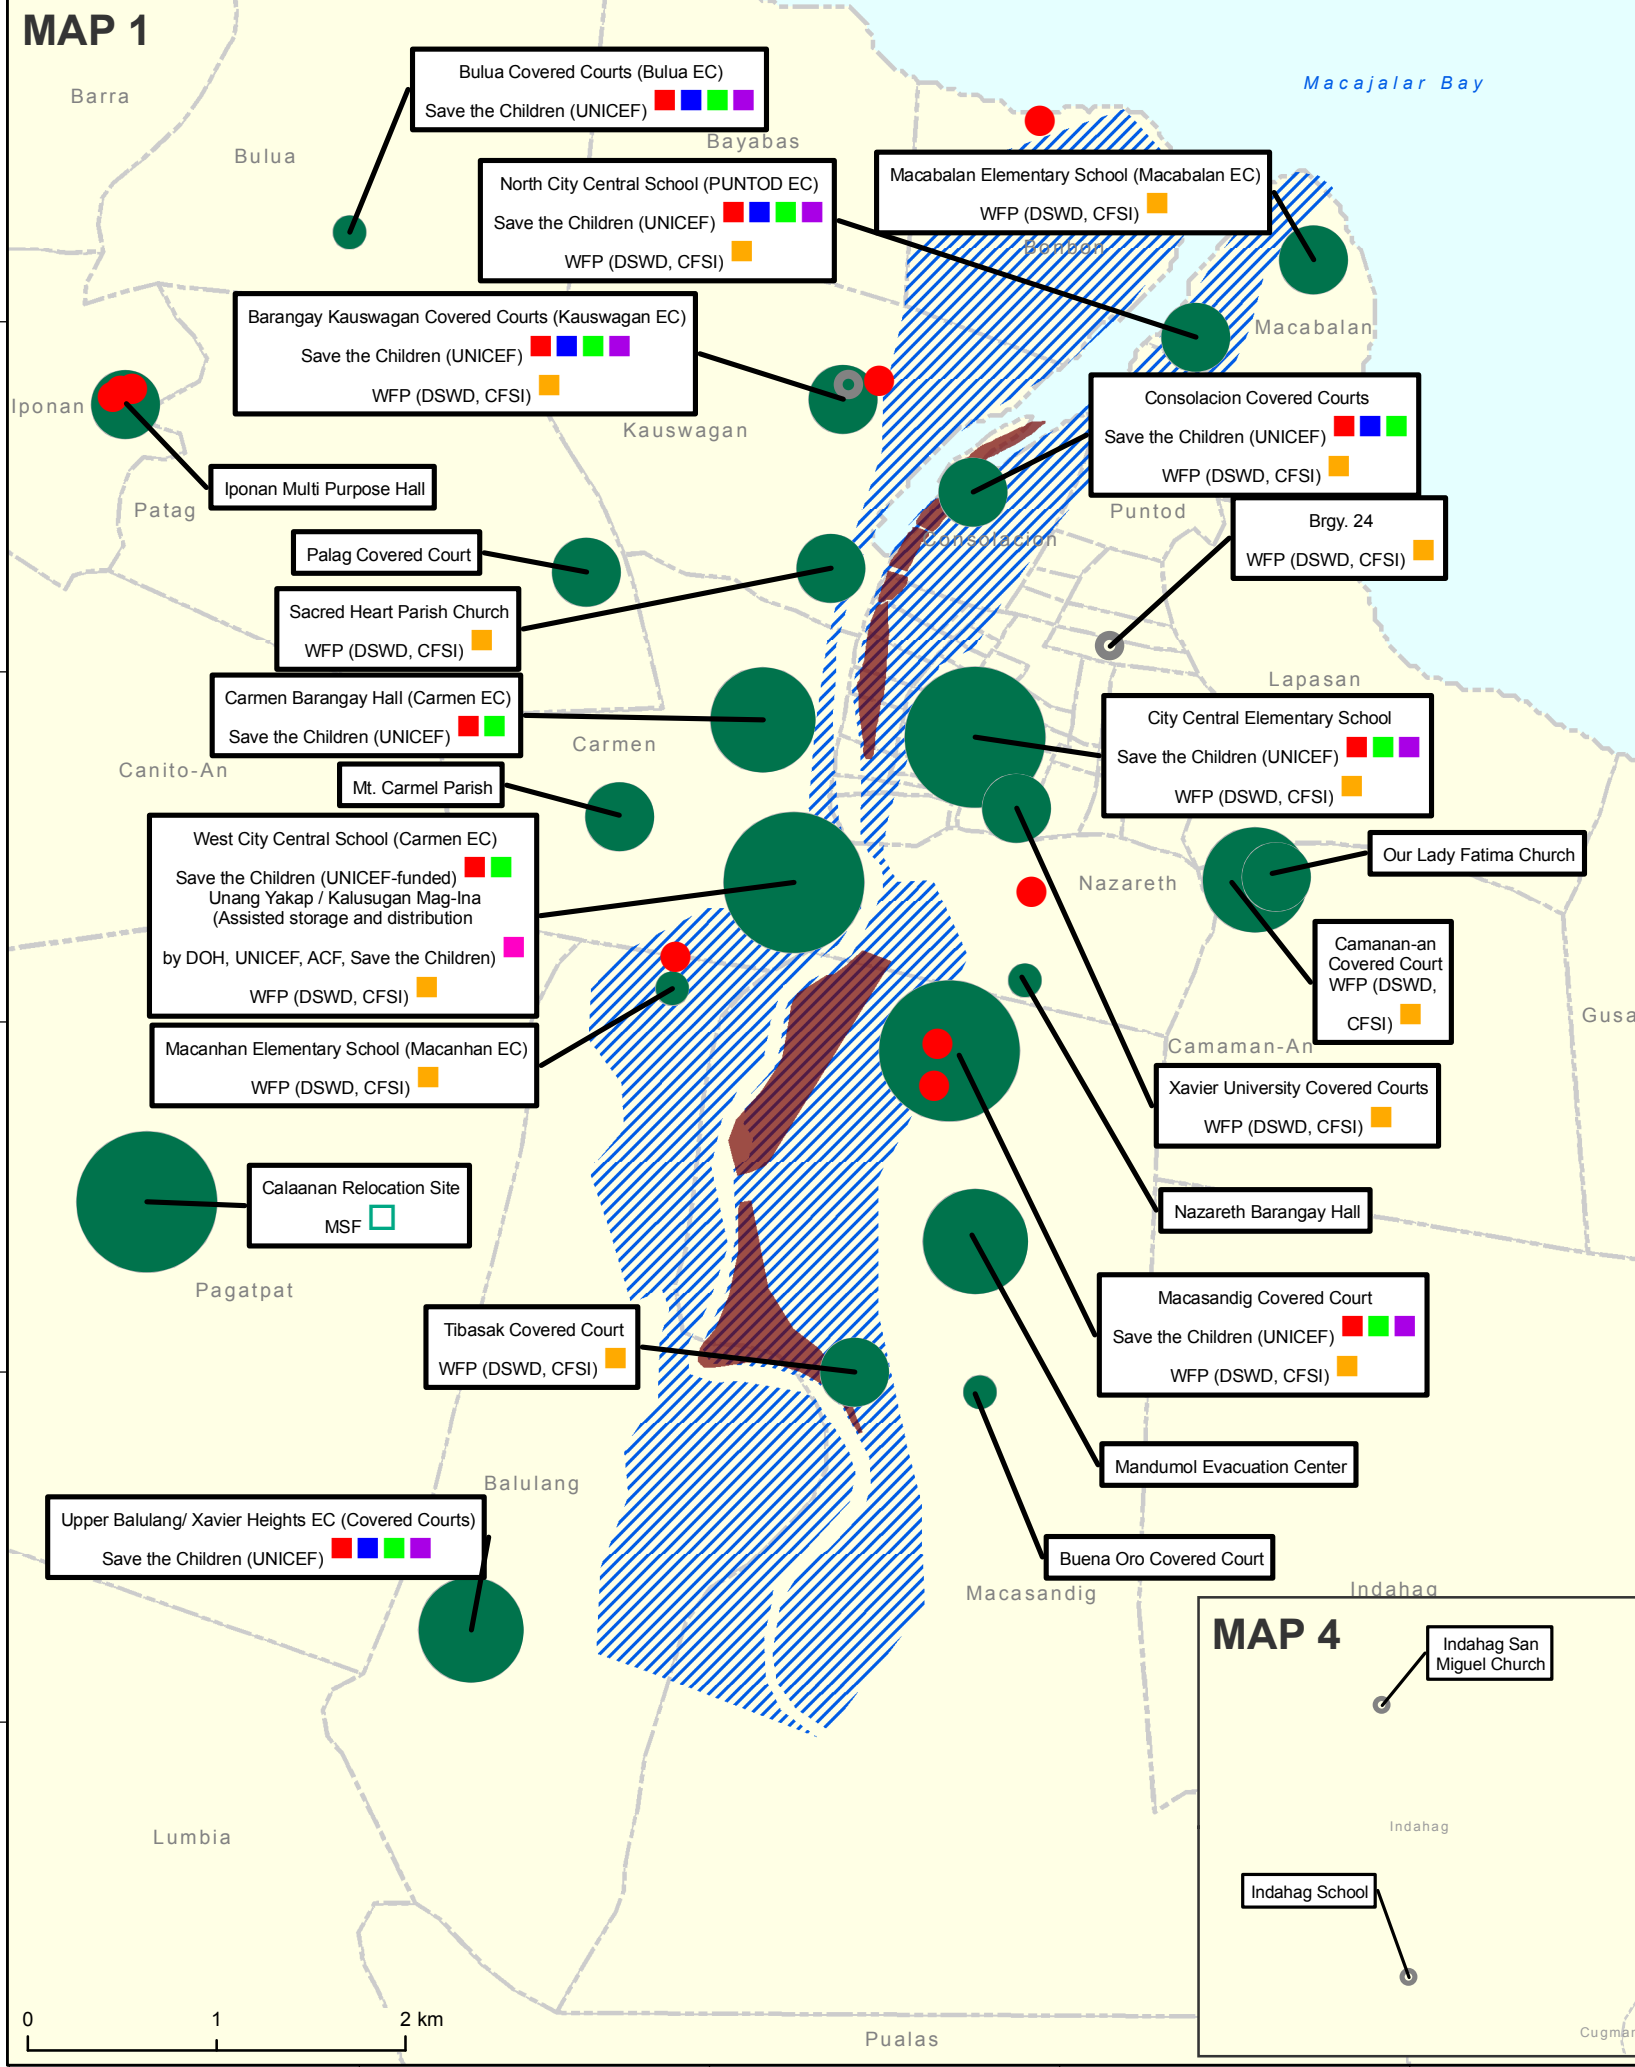 MAP 1
Macajalar Bay
Barra
Bulua
Bayabas
Bulua Covered Courts (Bulua EC)
Save the Children (UNICEF)
North City Central School (PUNTOD EC)
Save the Children (UNICEF)
WFP (DSWD, CFSI)
Macabalan Elementary School (Macabalan EC)
WFP (DSWD, CFSI)
Bonbon
Macabalan
Barangay Kauswagan Covered Courts (Kauswagan EC)
Save the Children (UNICEF)
WFP (DSWD, CFSI)
Iponan
Kauswagan
Consolacion Covered Courts
Save the Children (UNICEF)
WFP (DSWD, CFSI)
Iponan Multi Purpose Hall
Patag
Puntod
Consolacion
Brgy. 24
WFP (DSWD, CFSI)
Palag Covered Court
Sacred Heart Parish Church
WFP (DSWD, CFSI)
Lapasan
Carmen Barangay Hall (Carmen EC)
Save the Children (UNICEF)
Carmen
City Central Elementary School
Save the Children (UNICEF)
WFP (DSWD, CFSI)
Canito-An
Mt. Carmel Parish
West City Central School (Carmen EC)
Save the Children (UNICEF-funded)
Unang Yakap / Kalusugan Mag-Ina
(Assisted storage and distribution
by DOH, UNICEF, ACF, Save the Children)
WFP (DSWD, CFSI)
Our Lady Fatima Church
Nazareth
Camanan-an
Covered Court
WFP (DSWD,
CFSI)
Gusa
Macanhan Elementary School (Macanhan EC)
WFP (DSWD, CFSI)
Camaman-An
Xavier University Covered Courts
WFP (DSWD, CFSI)
Calaanan Relocation Site
MSF
Nazareth Barangay Hall
Pagatpat
Macasandig Covered Court
Save the Children (UNICEF)
WFP (DSWD, CFSI)
Tibasak Covered Court
WFP (DSWD, CFSI)
Mandumol Evacuation Center
Balulang
Upper Balulang/ Xavier Heights EC (Covered Courts)
Save the Children (UNICEF)
Buena Oro Covered Court
Macasandig
Indahag
MAP 4
Indahag San
Miguel Church
Indahag
Lumbia
Indahag School
0 1 2 km
Pualas
Cugman